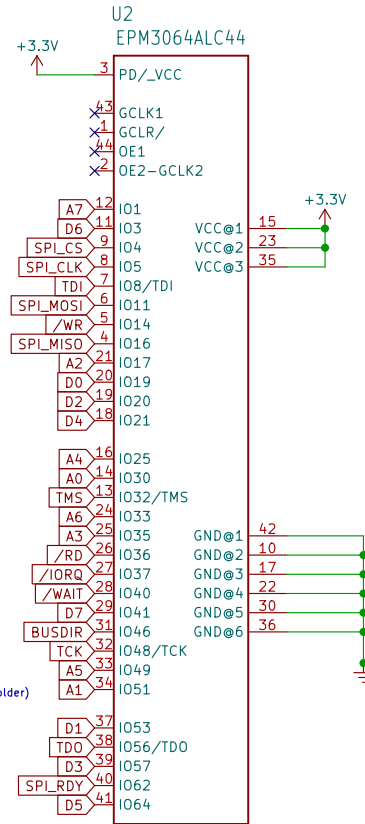 U2
EPM3064ALC44
+3.3V
3 PD/_VCC
43 GCLK1
1 GCLR/
44 OE1
2 OE2-GCLK2
+3.3V
A7 12 IO1
D6 11 IO3 VCC@1 15
SPI_CS 9 IO4 VCC@2 23
SPI_CLK 8 IO5 VCC@3 35
TDI 7 IO8/TDI
SPI_MOSI 6 IO11
/WR 5 IO14
SPI_MISO 4 IO16
A2 21 IO17
D0 20 IO19
D2 19 IO20
D4 18 IO21
A4 16 IO25
A0 14 IO30
TMS 13 IO32/TMS
A6 24 IO33
A3 25 IO35 GND@1 42
/RD 26 IO36 GND@2 10
/IORQ 27 IO37 GND@3 17
/WAIT 28 IO40 GND@4 22
D7 29 IO41 GND@5 30
BUSDIR 31 IO46 GND@6 36
TCK 32 IO48/TCK
A5 33 IO49
A1 34 IO51
older)
D1 37 IO53
TDO 38 IO56/TDO
D3 39 IO57
SPI_RDY 40 IO62
D5 41 IO64